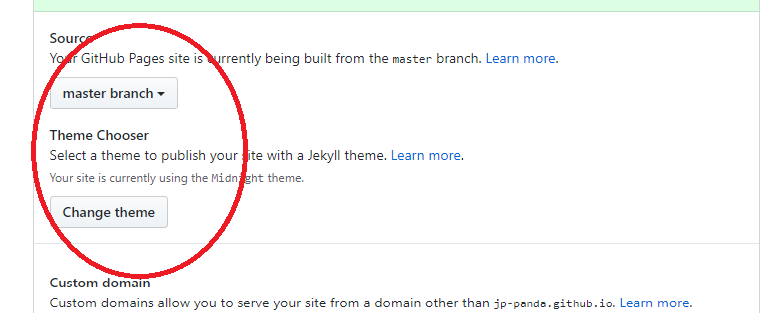 Source
Your GitHub Pages site is currently being built from the master branch. Learn more.
master branch
Theme Chooser
Select a theme to publish your site with a Jekyll theme. Learn more.
Your site is currently using the Midnight theme.
Change theme
Custom domain
Custom domains allow you to serve your site from a domain other than jp-panda.github.io. Learn more.